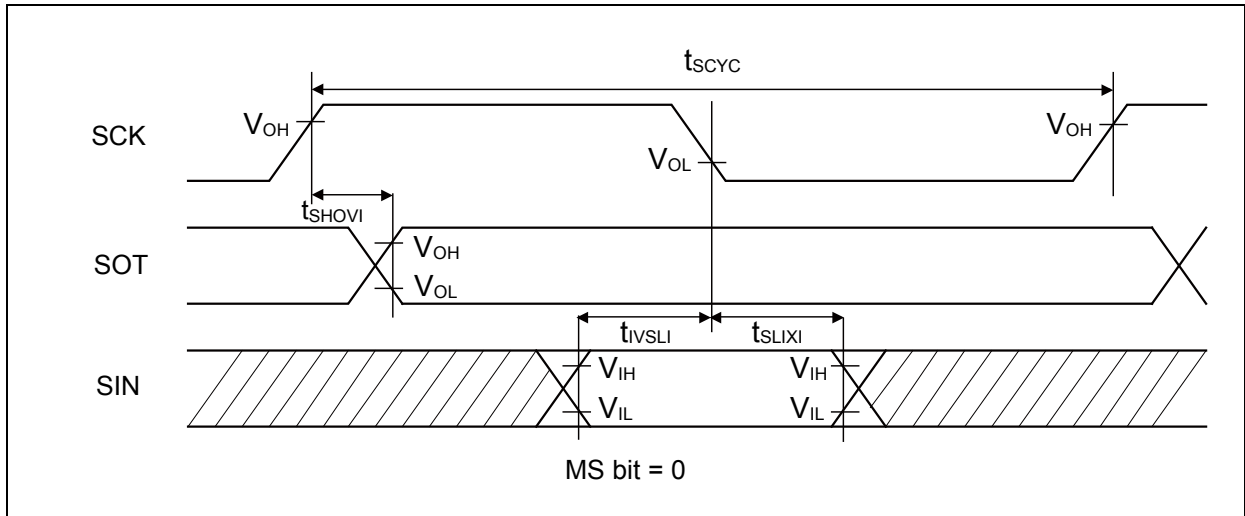 tSCYC
SCK
VOH
VOL
VOH
tSHOVI
SOT
VOH
VOL
tIVSLI
tSLIXI
SIN
VIH
VIH
VIL
VIL
MS bit = 0